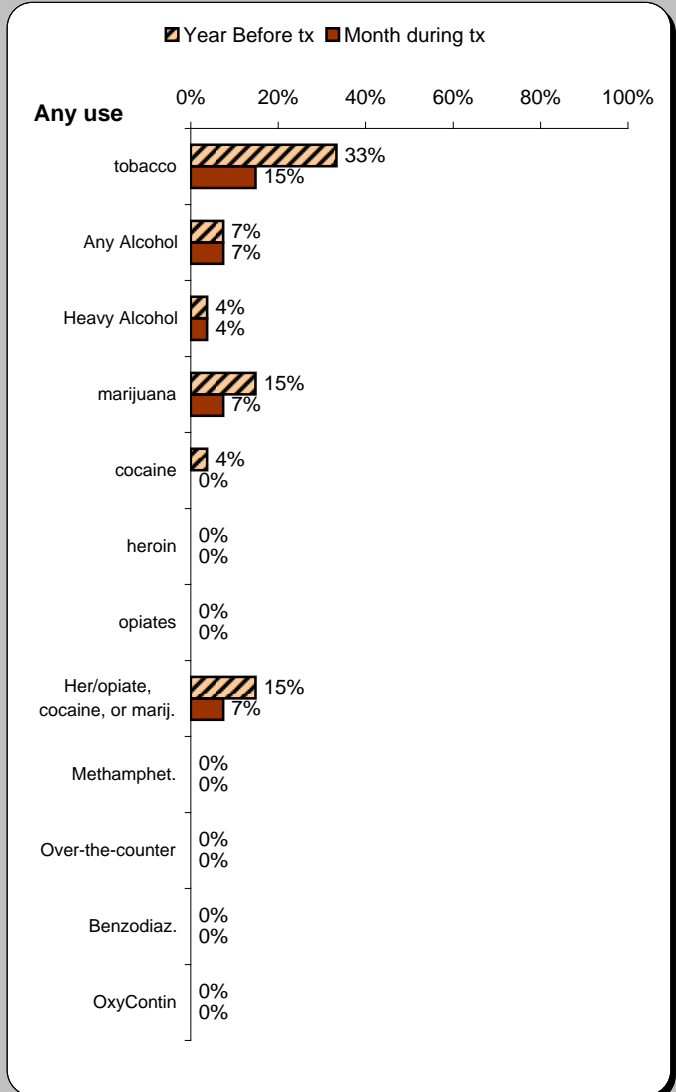 Year Before tx Month during tx
0% 20% 40% 60% 80% 100%
Any use
tobacco 33%
15%
Any Alcohol 7%
7%
Heavy Alcohol 4%
4%
marijuana 15%
7%
cocaine 4%
0%
heroin 0%
0%
opiates 0%
0%
Her/opiate, 15%
cocaine, or marij. 7%
Methamphet. 0%
0%
Over-the-counter 0%
0%
Benzodiaz. 0%
0%
OxyContin 0%
0%